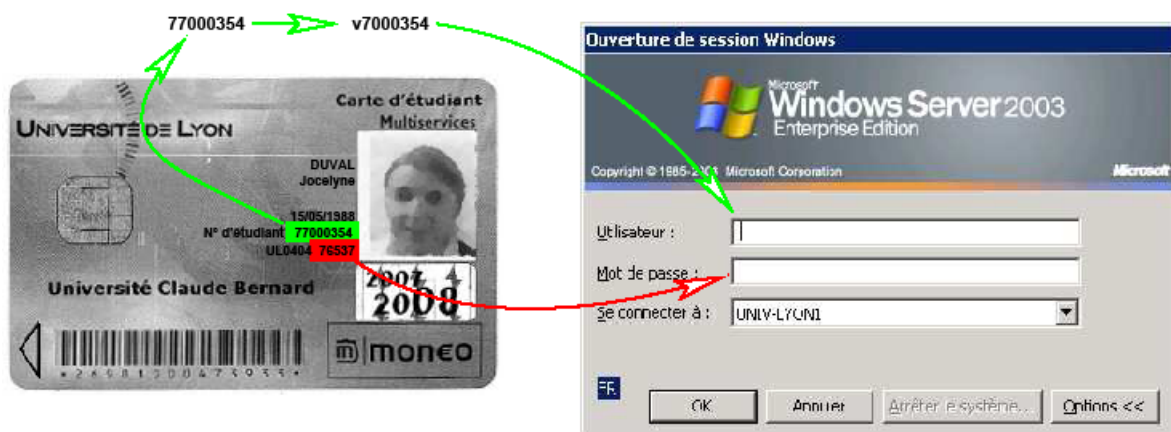 77000354 v7000354
Carte d'étudiant
Multiservices
UNIVERSITÉ DE LYON
DUVAL
Jocelyne
15/05/1988
N° d'étudiant 77000354
UL0404 76537
2007
2008
Université Claude Bernard
moneo
Ouverture de session Windows
Microsoft
Windows Server 2003
Enterprise Edition
Copyright © 1985-2003 Microsoft Corporation
Microsoft
Utilisateur :
Mot de passe :
Se connecter à : UNIV-LYON1
FR
OK Annuler Arrêter le système... Options <<